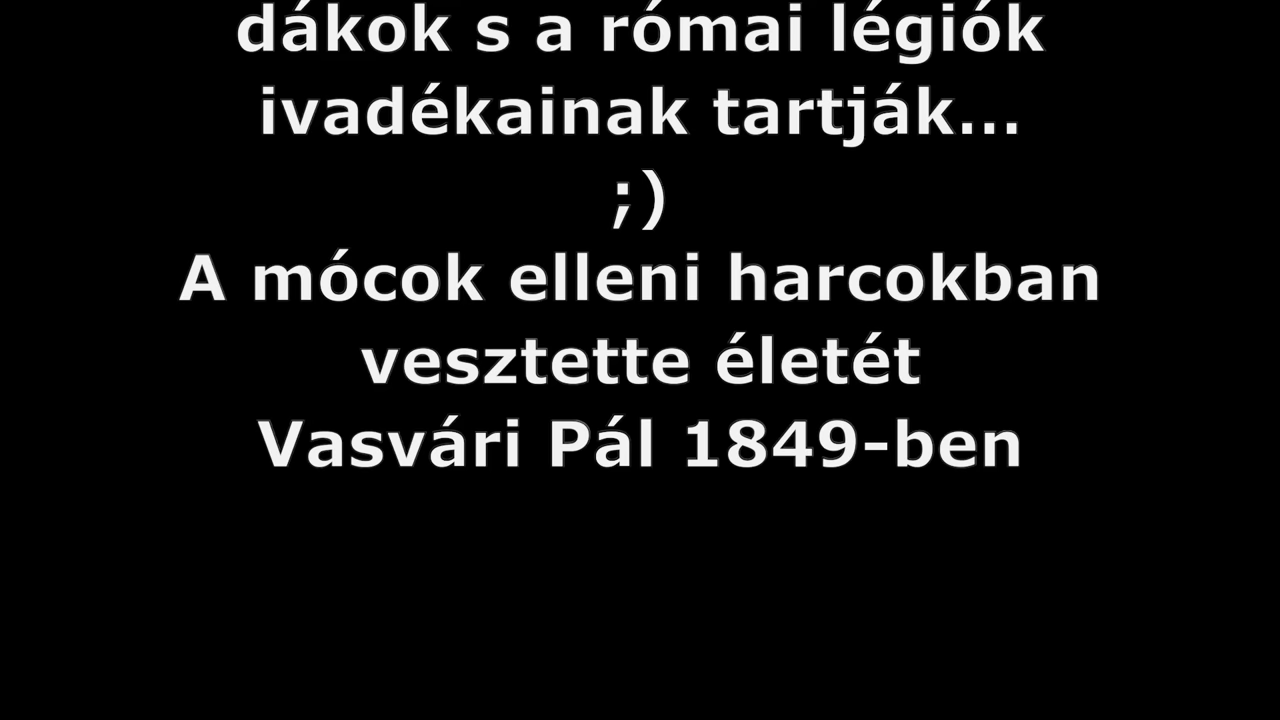 dákok s a római légiók
ivadékainak tartják...
;)
A mócok elleni harcokban
vesztette életét
Vasvári Pál 1849-ben